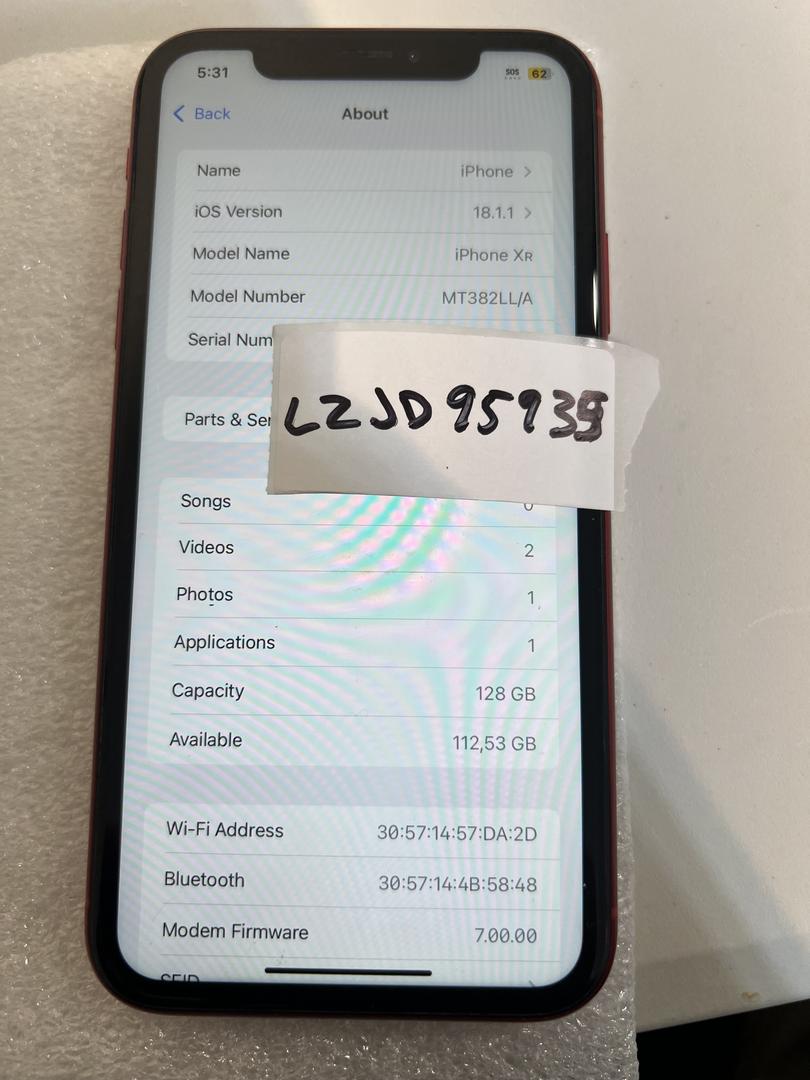 5:31 SOS 62
Back About
Name iPhone
iOS Version 18.1.1
Model Name iPhone XR
Model Number MT382LL/A
Serial Num
Parts & Ser
Songs 0
Videos 2
Photos 1
Applications 1
Capacity 128 GB
Available 112,53 GB
Wi-Fi Address 30:57:14:57:DA:2D
Bluetooth 30:57:14:4B:58:48
Modem Firmware 7.00.00
SEID